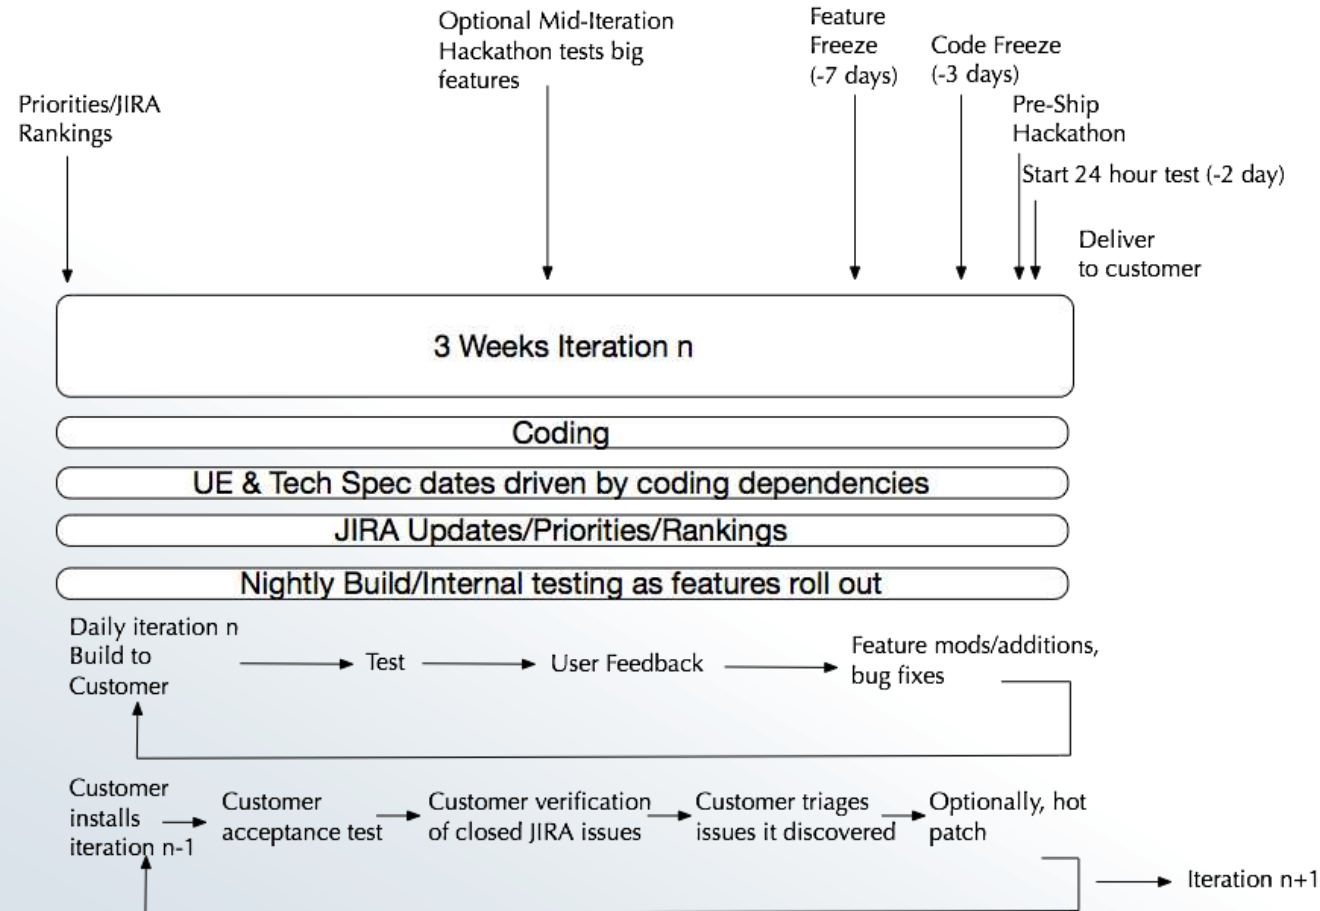 Optional Mid-Iteration
Hackathon tests big
features
Feature
Freeze
(-7 days)
Code Freeze
(-3 days)
Priorities/JIRA
Rankings
Pre-Ship
Hackathon
Start 24 hour test (-2 day)
Deliver
to customer
3 Weeks Iteration n
Coding
UE & Tech Spec dates driven by coding dependencies
JIRA Updates/Priorities/Rankings
Nightly Build/Internal testing as features roll out
Daily iteration n
Build to
Customer
Test
User Feedback
Feature mods/additions,
bug fixes
Customer
installs
iteration n-1
Customer
acceptance test
Customer verification
of closed JIRA issues
Customer triages
issues it discovered
Optionally, hot
patch
Iteration n+1